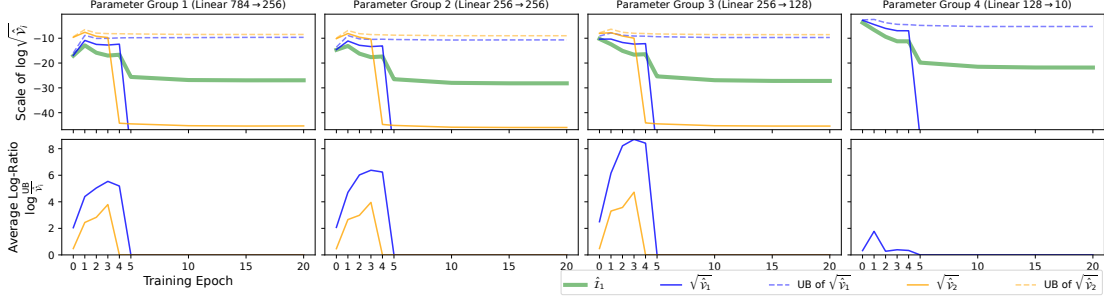 Parameter Group 1 (Linear 784→256)
Parameter Group 2 (Linear 256→256)
Parameter Group 3 (Linear 256→128)
Parameter Group 4 (Linear 128→10)
Scale of log √𝒱̂ᵢ
−10
−20
−30
−40
Average Log-Ratio
log UB/𝒱̂ᵢ
8
6
4
2
0
0 1 2 3 4 5 10 15 20
0 1 2 3 4 5 10 15 20
0 1 2 3 4 5 10 15 20
0 1 2 3 4 5 10 15 20
Training Epoch
ℐ̂₁ √𝒱̂₁ UB of √𝒱̂₁ √𝒱̂₂ UB of √𝒱̂₂